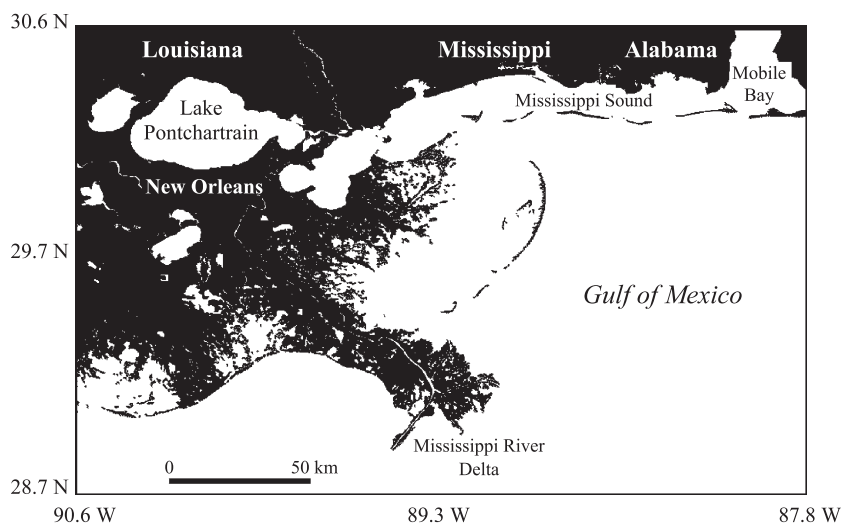 30.6 N
Louisiana
Mississippi
Alabama
Mobile
Bay
Mississippi Sound
Lake
Pontchartrain
New Orleans
29.7 N
Gulf of Mexico
Mississippi River
Delta
0
50 km
28.7 N
90.6 W
89.3 W
87.8 W